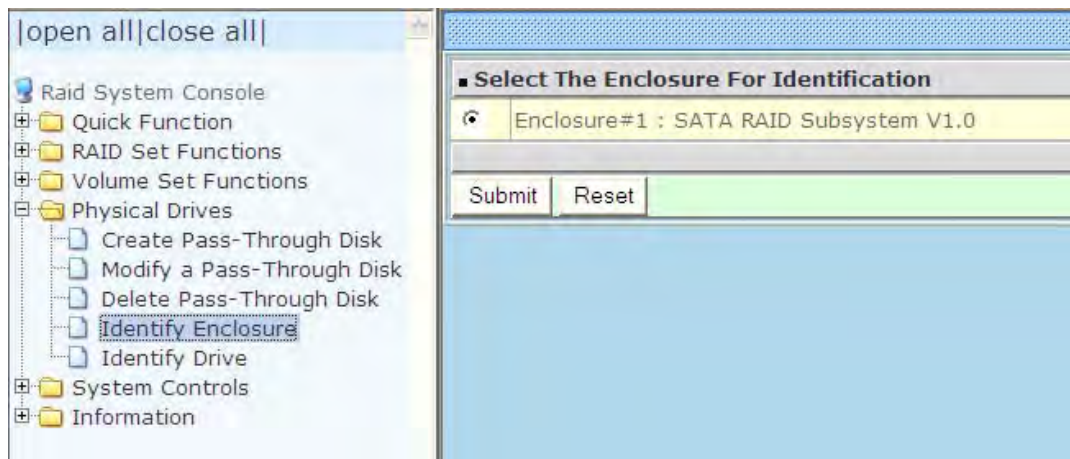 |open all|close all|
Raid System Console
Quick Function
RAID Set Functions
Volume Set Functions
Physical Drives
Create Pass-Through Disk
Modify a Pass-Through Disk
Delete Pass-Through Disk
Identify Enclosure
Identify Drive
System Controls
Information
Select The Enclosure For Identification
Enclosure#1 : SATA RAID Subsystem V1.0
Submit Reset